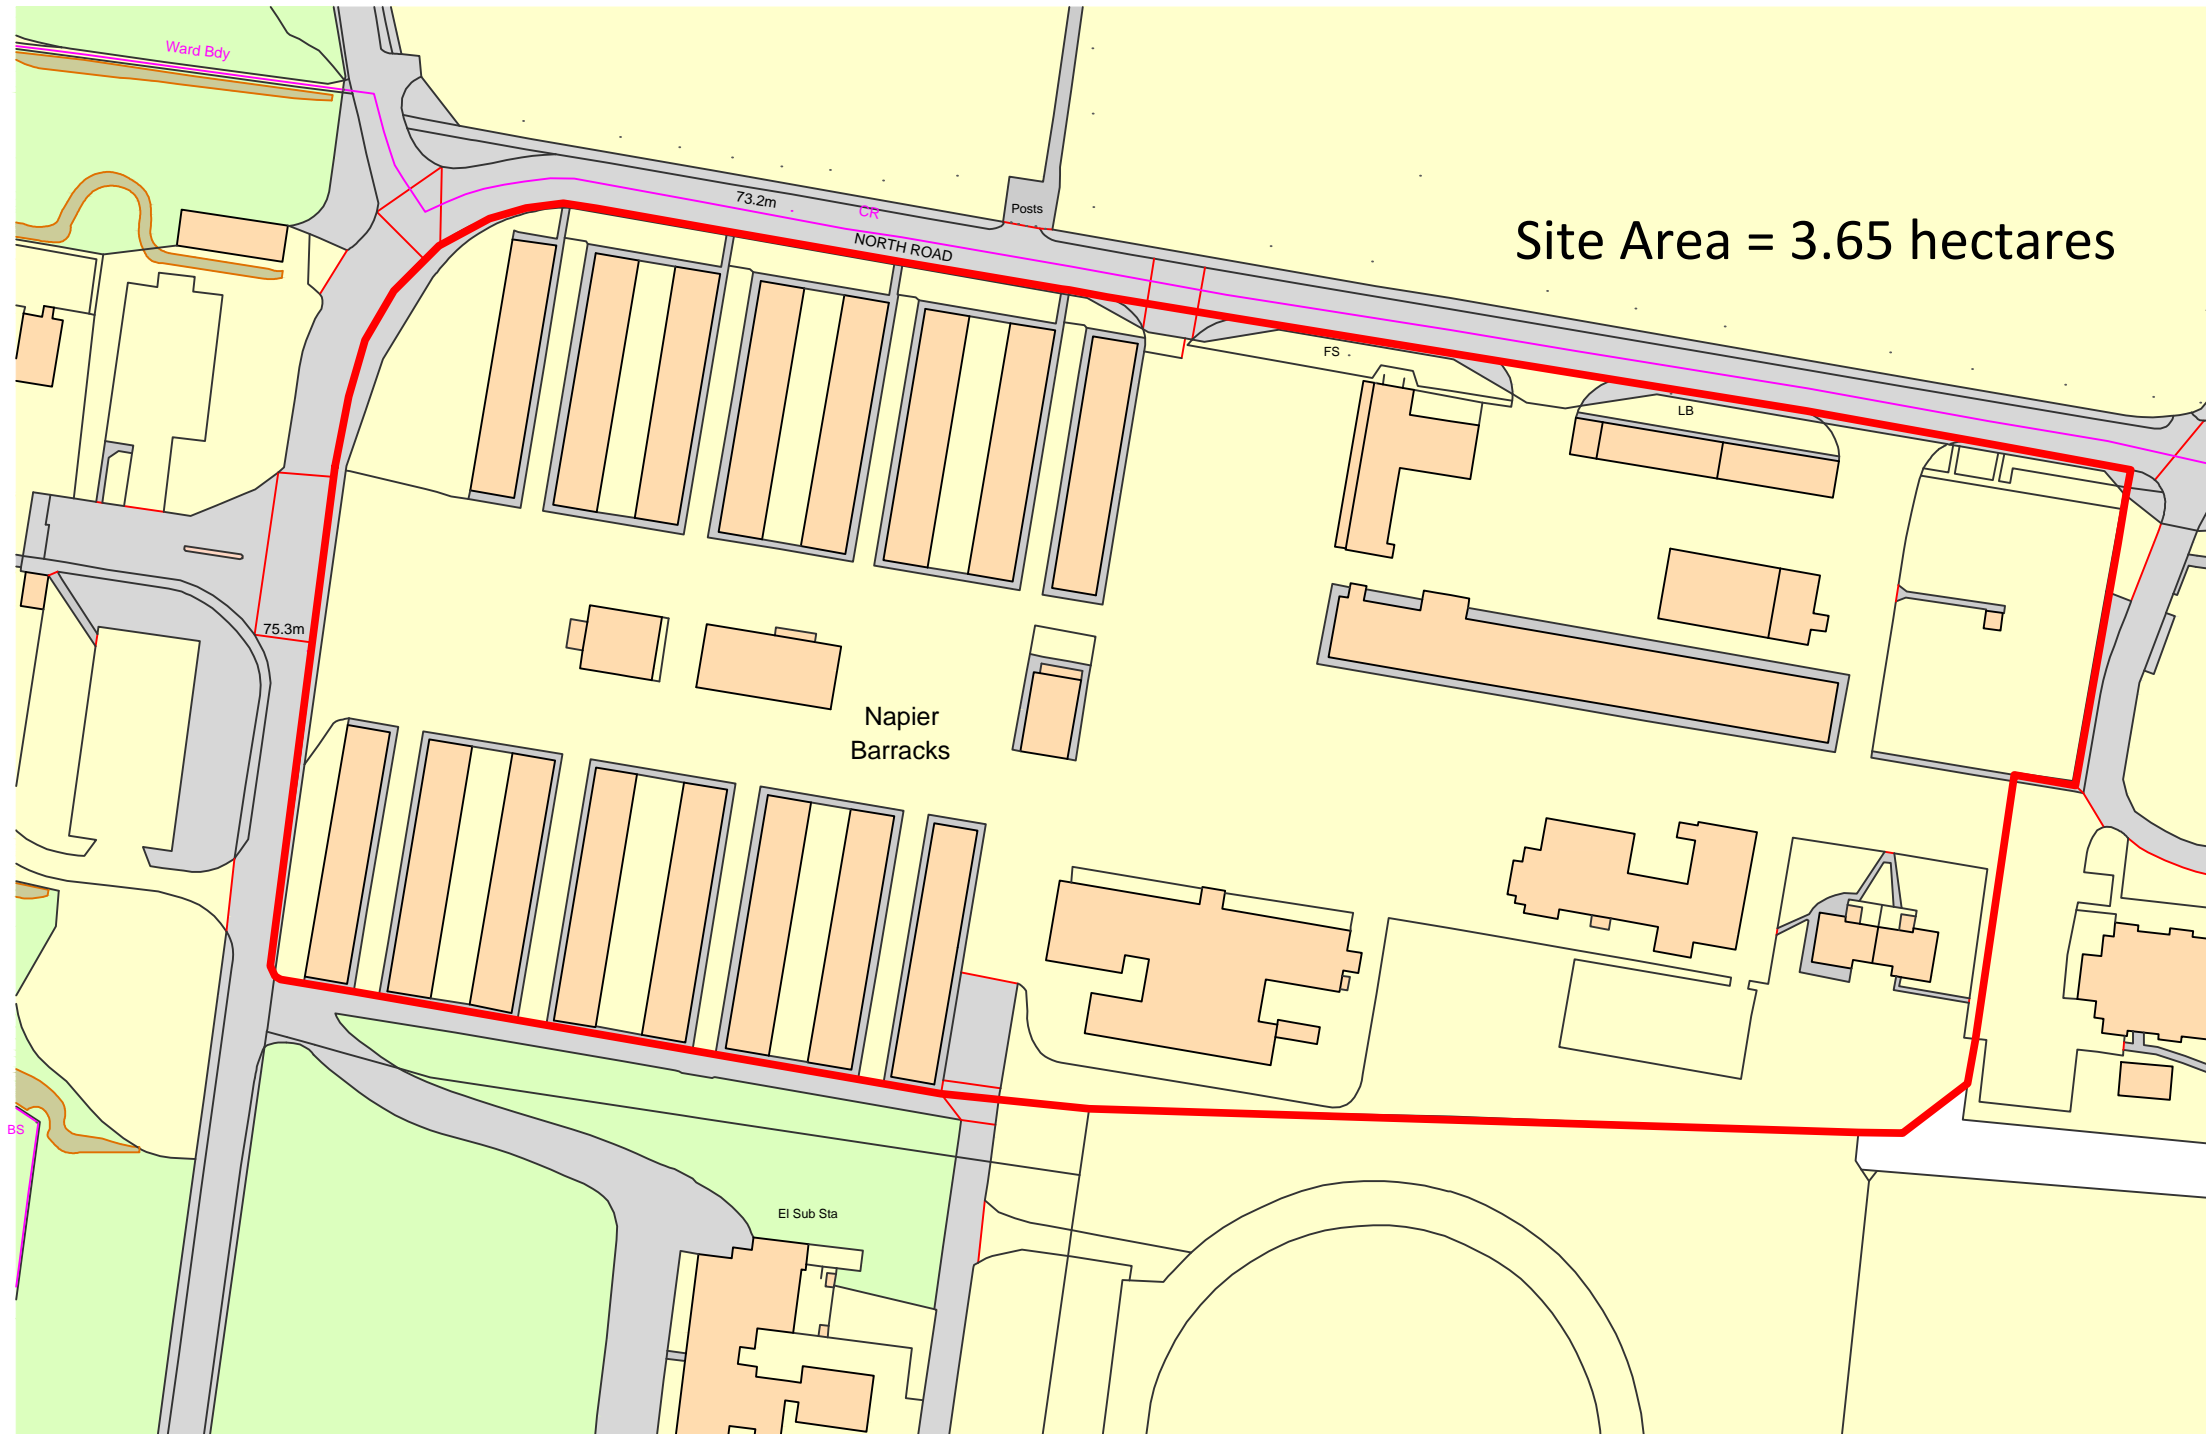 Ward Bdy
73.2m
CR
Posts
NORTH ROAD
Site Area = 3.65 hectares
FS
LB
75.3m
Napier
Barracks
BS
El Sub Sta